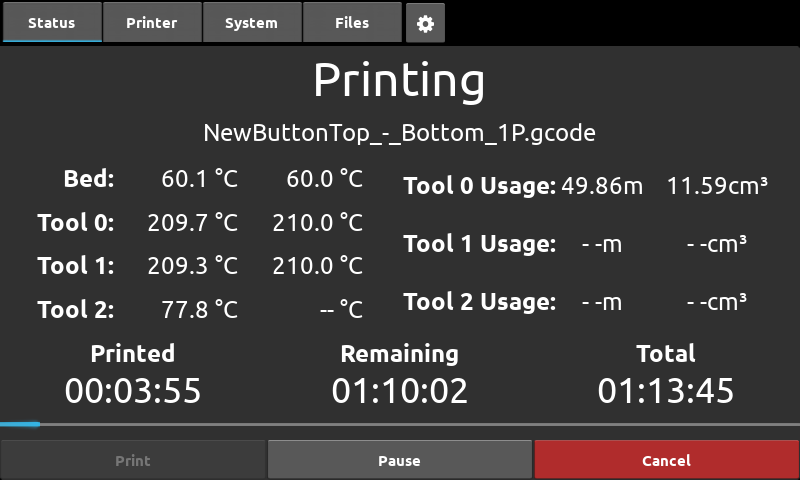 Status Printer System Files
Printing
NewButtonTop_-_Bottom_1P.gcode
Bed: 60.1 °C 60.0 °C
Tool 0: 209.7 °C 210.0 °C
Tool 1: 209.3 °C 210.0 °C
Tool 2: 77.8 °C -- °C
Tool 0 Usage: 49.86m 11.59cm³
Tool 1 Usage: - -m - -cm³
Tool 2 Usage: - -m - -cm³
Printed Remaining Total
00:03:55 01:10:02 01:13:45
Print Pause Cancel